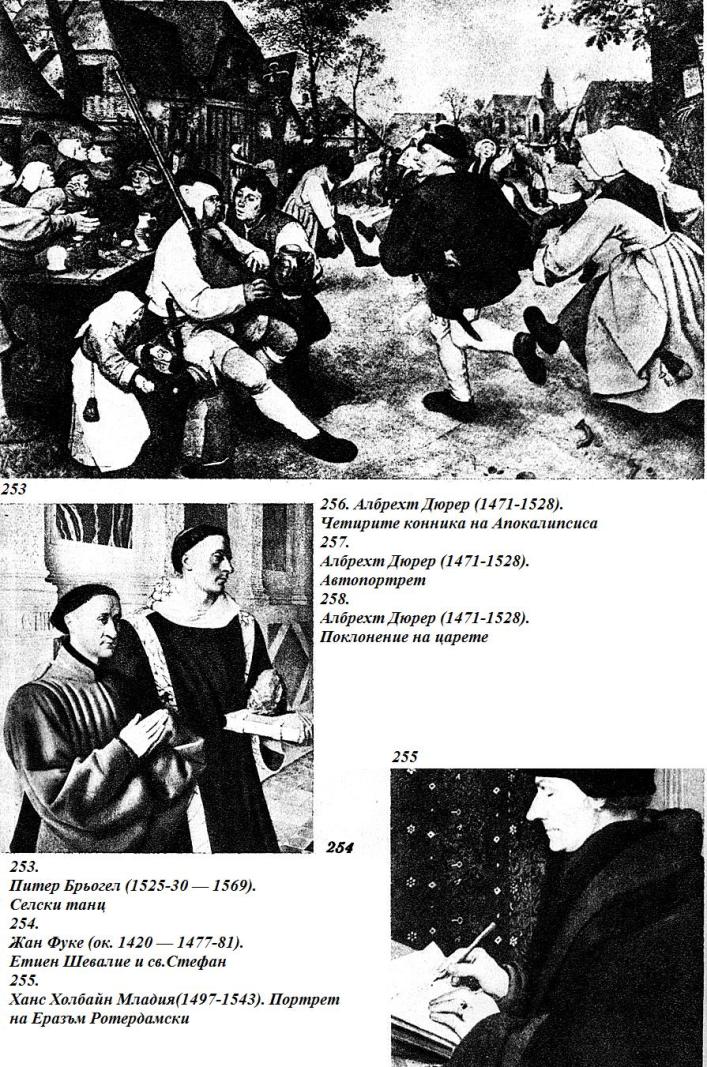 253
256. Албрехт Дюрер (1471-1528).
Четирите конника на Апокалипсиса
257.
Албрехт Дюрер (1471-1528).
Автопортрет
258.
Албрехт Дюрер (1471-1528).
Поклонение на царете
255
254
253.
Питер Брьогел (1525-30 — 1569).
Селски танц
254.
Жан Фуке (ок. 1420 — 1477-81).
Етиен Шевалие и св.Стефан
255.
Ханс Холбайн Младия(1497-1543). Портрет
на Еразъм Ротердамски